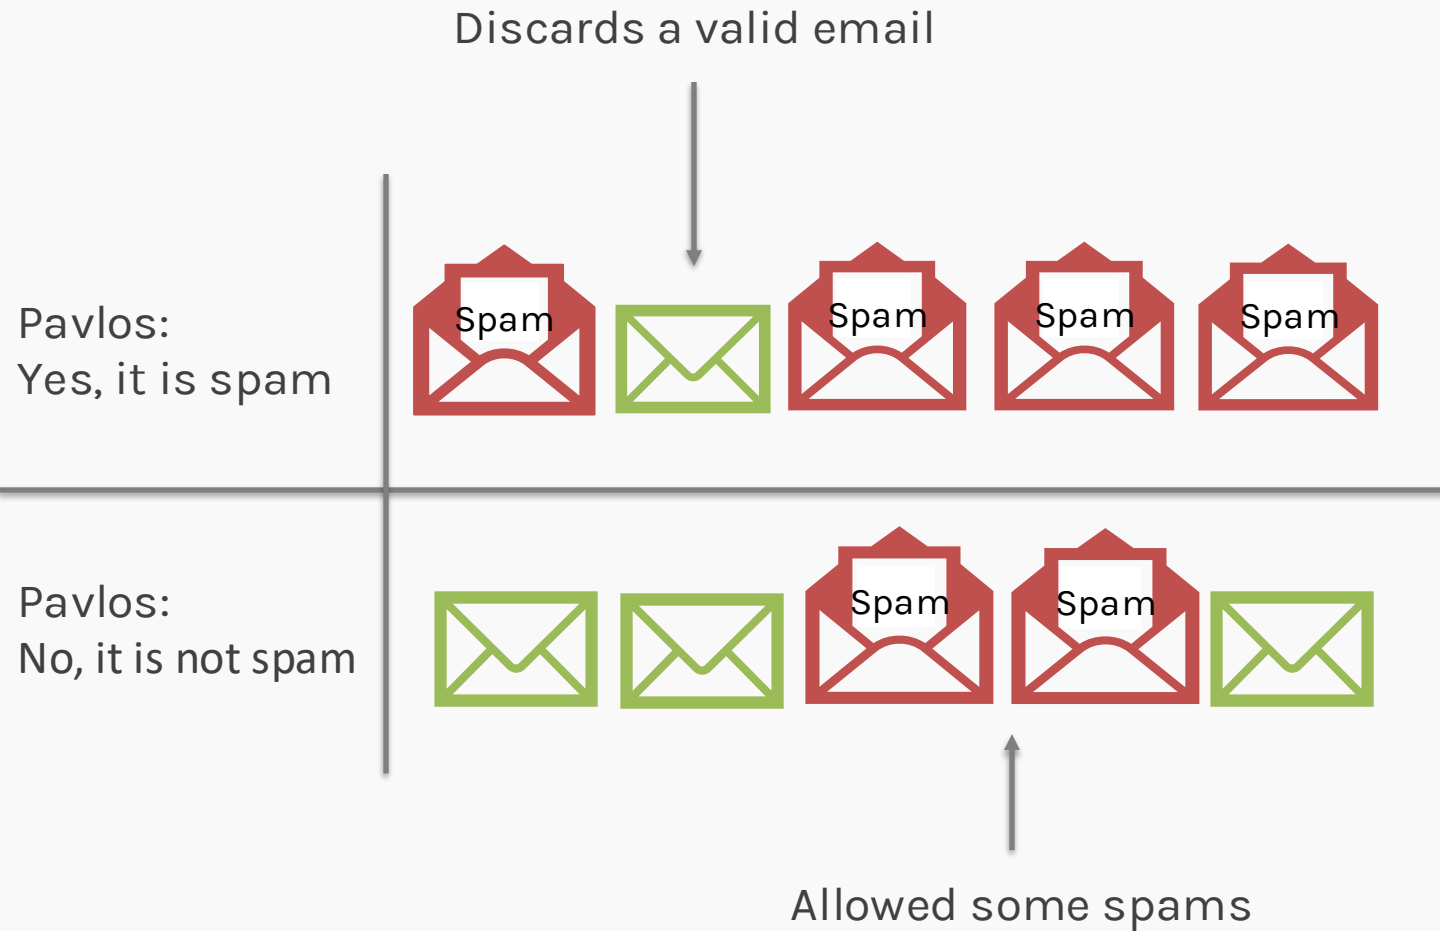 Discards a valid email
Pavlos:
Yes, it is spam
Spam
Spam
Spam
Spam
Pavlos:
No, it is not spam
Spam
Spam
Allowed some spams